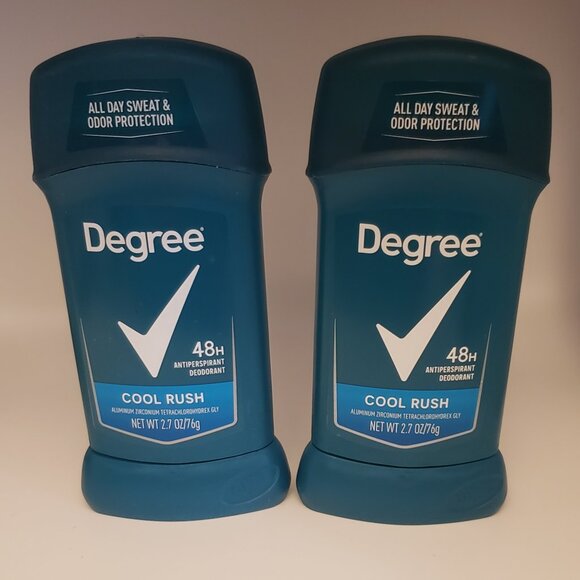 ALL DAY SWEAT &
ODOR PROTECTION
Degree
48H
ANTIPERSPIRANT
DEODORANT
COOL RUSH
ALUMINUM ZIRCONIUM TETRACHLOROHYDREX GLY
NET WT 2.7 OZ/76g
ALL DAY SWEAT &
ODOR PROTECTION
Degree
48H
ANTIPERSPIRANT
DEODORANT
COOL RUSH
ALUMINUM ZIRCONIUM TETRACHLOROHYDREX GLY
NET WT 2.7 OZ/76g